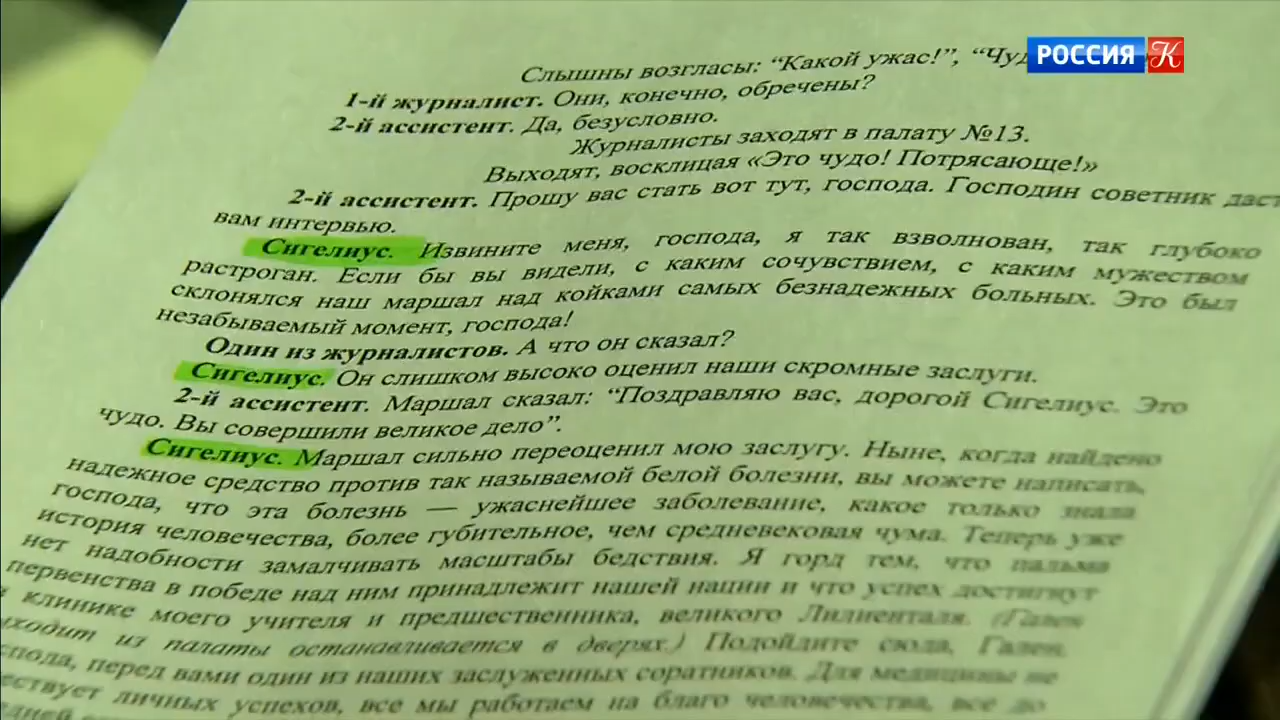 РОССИЯ К
Слышны возгласы: “Какой ужас!”, “Чуд
1-й журналист. Они, конечно, обречены?
2-й ассистент. Да, безусловно.
Журналисты заходят в палату №13.
Выходят, восклицая «Это чудо! Потрясающе!»
2-й ассистент. Прошу вас стать вот тут, господа. Господин советник даст
вам интервью.
Сигелиус. Извините меня, господа, я так взволнован, так глубоко
растроган. Если бы вы видели, с каким сочувствием, с каким мужеством
склонялся наш маршал над койками самых безнадежных больных. Это был
незабываемый момент, господа!
Один из журналистов. А что он сказал?
Сигелиус. Он слишком высоко оценил наши скромные заслуги.
2-й ассистент. Маршал сказал: “Поздравляю вас, дорогой Сигелиус. Это
чудо. Вы совершили великое дело”.
Сигелиус. Маршал сильно переоценил мою заслугу. Ныне, когда найдено
надежное средство против так называемой белой болезни, вы можете написать,
господа, что эта болезнь — ужаснейшее заболевание, какое только знала
история человечества, более губительное, чем средневековая чума. Теперь уже
нет надобности замалчивать масштабы бедствия. Я горд тем, что пальма
первенства в победе над ним принадлежит нашей нации и что успех достигнут
клинике моего учителя и предшественника, великого Лилиенталя. (Гален
ыходит из палаты останавливается в дверях.) Подойдите сюда, Гален.
спода, перед вами один из наших заслуженных соратников. Для медицины не
ествует личных успехов, все мы работаем на благо человечества, все до